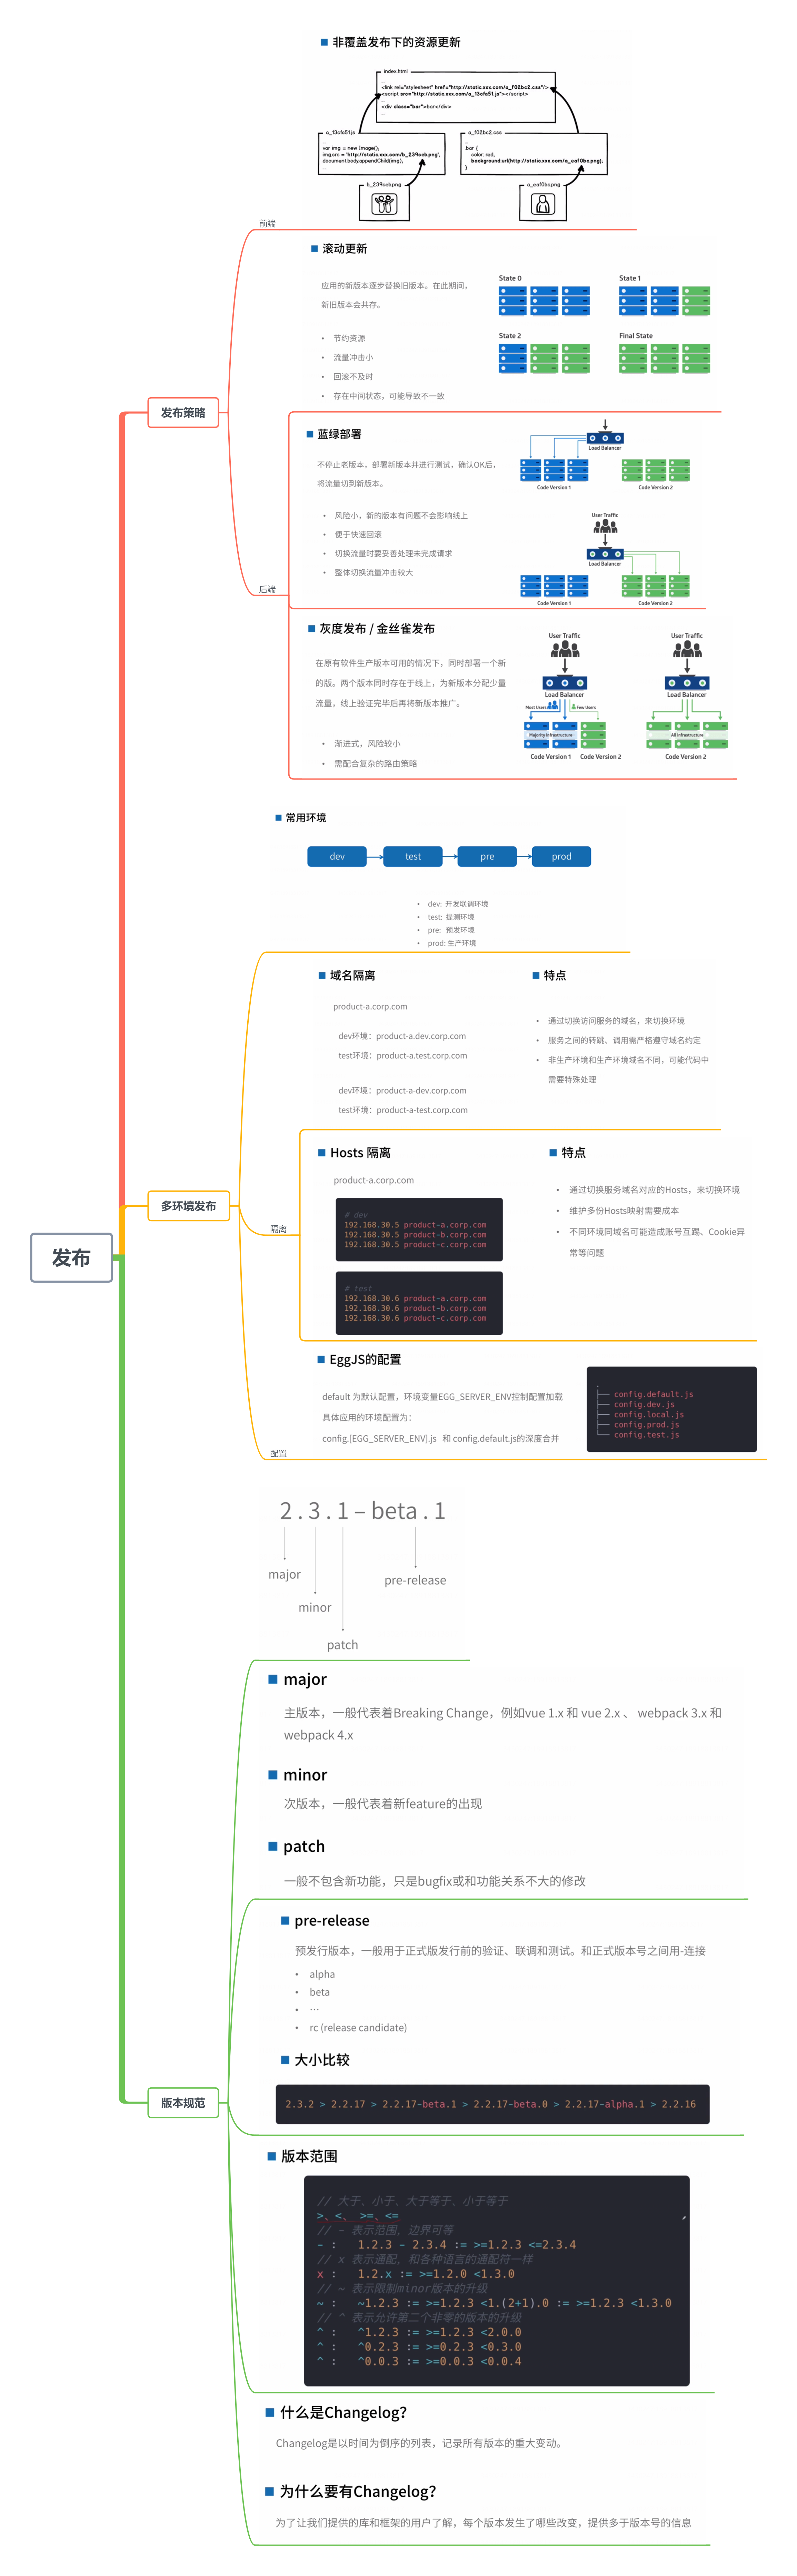 发布
发布策略
前端
非覆盖发布下的资源更新
index.html
...
<link rel="stylesheet" href="http://static.xxx.com/a_f02bc2.css"/>
<script src="http://static.xxx.com/a_13cfa51.js"></script>
...
<div class="bar">bar</div>
...
a_13cfa51.js
...
var img = new Image();
img.src = 'http://static.xxx.com/b_239ceb.png';
document.body.appendChild(img);
...
a_f02bc2.css
...
bar {
color: red;
background:url(http://static.xxx.com/a_eaf0bc.png);
}
b_239ceb.png
a_eaf0bc.png
后端
滚动更新
应用的新版本逐步替换旧版本。在此期间，
新旧版本会共存。
• 节约资源
• 流量冲击小
• 回滚不及时
• 存在中间状态，可能导致不一致
State 0
State 1
State 2
Final State
蓝绿部署
不停止老版本，部署新版本并进行测试，确认OK后，
将流量切到新版本。
• 风险小，新的版本有问题不会影响线上
• 便于快速回滚
• 切换流量时要妥善处理未完成请求
• 整体切换流量冲击较大
Load Balancer
Code Version 1
Code Version 2
User Traffic
Load Balancer
Code Version 1
Code Version 2
灰度发布 / 金丝雀发布
在原有软件生产版本可用的情况下，同时部署一个新
的版。两个版本同时存在于线上，为新版本分配少量
流量，线上验证完毕后再将新版本推广。
• 渐进式，风险较小
• 需配合复杂的路由策略
User Traffic
Load Balancer
Most Users
Few Users
Majority Infrastructure
Code Version 1
Code Version 2
User Traffic
Load Balancer
All Infrastructure
Code Version 2
多环境发布
常用环境
dev
test
pre
prod
• dev: 开发联调环境
• test: 提测环境
• pre: 预发环境
• prod: 生产环境
隔离
域名隔离
product-a.corp.com
dev环境：product-a.dev.corp.com
test环境：product-a.test.corp.com
dev环境：product-a-dev.corp.com
test环境：product-a-test.corp.com
特点
• 通过切换访问服务的域名，来切换环境
• 服务之间的转跳、调用需严格遵守域名约定
• 非生产环境和生产环境域名不同，可能代码中
需要特殊处理
Hosts 隔离
product-a.corp.com
# dev
192.168.30.5 product-a.corp.com
192.168.30.5 product-b.corp.com
192.168.30.5 product-c.corp.com
# test
192.168.30.6 product-a.corp.com
192.168.30.6 product-b.corp.com
192.168.30.6 product-c.corp.com
特点
• 通过切换服务域名对应的Hosts，来切换环境
• 维护多份Hosts映射需要成本
• 不同环境同域名可能造成账号互踢、Cookie异
常等问题
配置
EggJS的配置
default 为默认配置，环境变量EGG_SERVER_ENV控制配置加载
具体应用的环境配置为：
config.[EGG_SERVER_ENV].js 和 config.default.js的深度合并
.
├── config.default.js
├── config.dev.js
├── config.local.js
├── config.prod.js
└── config.test.js
版本规范
2 . 3 . 1 – beta . 1
major
minor
patch
pre-release
major
主版本，一般代表着Breaking Change，例如vue 1.x 和 vue 2.x 、 webpack 3.x 和
webpack 4.x
minor
次版本，一般代表着新feature的出现
patch
一般不包含新功能，只是bugfix或和功能关系不大的修改
pre-release
预发行版本，一般用于正式版发行前的验证、联调和测试。和正式版本号之间用-连接
• alpha
• beta
• …
• rc (release candidate)
大小比较
2.3.2 > 2.2.17 > 2.2.17-beta.1 > 2.2.17-beta.0 > 2.2.17-alpha.1 > 2.2.16
版本范围
// 大于、小于、大于等于、小于等于
>、<、 >=、<=
// - 表示范围，边界可等
- : 1.2.3 - 2.3.4 := >=1.2.3 <=2.3.4
// x 表示通配，和各种语言的通配符一样
x : 1.2.x := >=1.2.0 <1.3.0
// ~ 表示限制minor版本的升级
~ : ~1.2.3 := >=1.2.3 <1.(2+1).0 := >=1.2.3 <1.3.0
// ^ 表示允许第二个非零的版本的升级
^ : ^1.2.3 := >=1.2.3 <2.0.0
^ : ^0.2.3 := >=0.2.3 <0.3.0
^ : ^0.0.3 := >=0.0.3 <0.0.4
什么是Changelog？
Changelog是以时间为倒序的列表，记录所有版本的重大变动。
为什么要有Changelog？
为了让我们提供的库和框架的用户了解，每个版本发生了哪些改变，提供多于版本号的信息